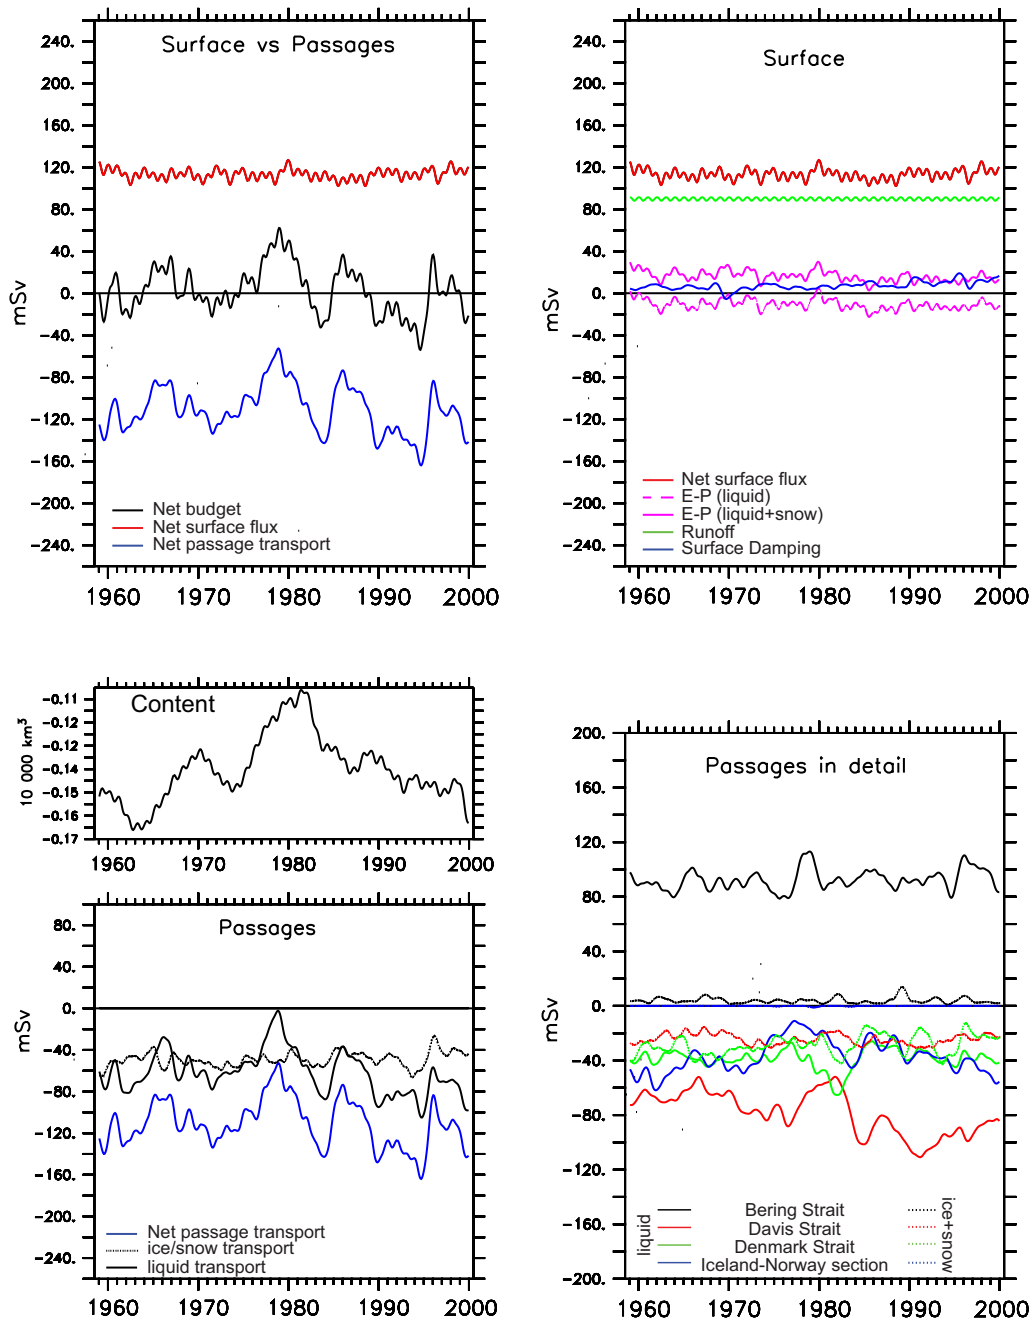 Surface vs Passages
240.
200.
160.
120.
80.
40.
0.
-40.
-80.
-120.
-160.
-200.
-240.
mSv
Net budget
Net surface flux
Net passage transport
1960 1970 1980 1990 2000
Surface
240.
200.
160.
120.
80.
40.
0.
-40.
-80.
-120.
-160.
-200.
-240.
mSv
Net surface flux
E-P (liquid)
E-P (liquid+snow)
Runoff
Surface Damping
1960 1970 1980 1990 2000
Content
-0.11
-0.12
-0.14
-0.16
-0.17
10 000 km³
1960 1970 1980 1990 2000
Passages
80.
40.
0.
-40.
-80.
-120.
-160.
-200.
-240.
mSv
Net passage transport
ice/snow transport
liquid transport
1960 1970 1980 1990 2000
Passages in detail
200.
160.
120.
80.
40.
0.
-40.
-80.
-120.
-160.
-200.
mSv
liquid
Bering Strait
Davis Strait
Denmark Strait
Iceland-Norway section
ice+snow
1960 1970 1980 1990 2000